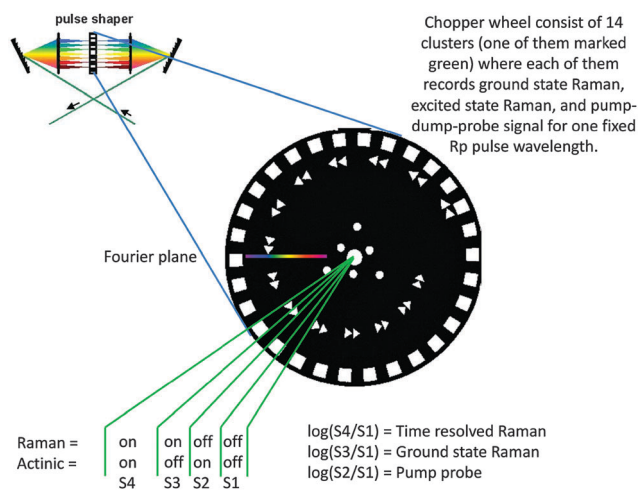 pulse shaper
Chopper wheel consist of 14
clusters (one of them marked
green) where each of them
records ground state Raman,
excited state Raman, and pump-
dump-probe signal for one fixed
Rp pulse wavelength.
Fourier plane
Raman = on on off off
Actinic = on off on off
S4 S3 S2 S1
log(S4/S1) = Time resolved Raman
log(S3/S1) = Ground state Raman
log(S2/S1) = Pump probe